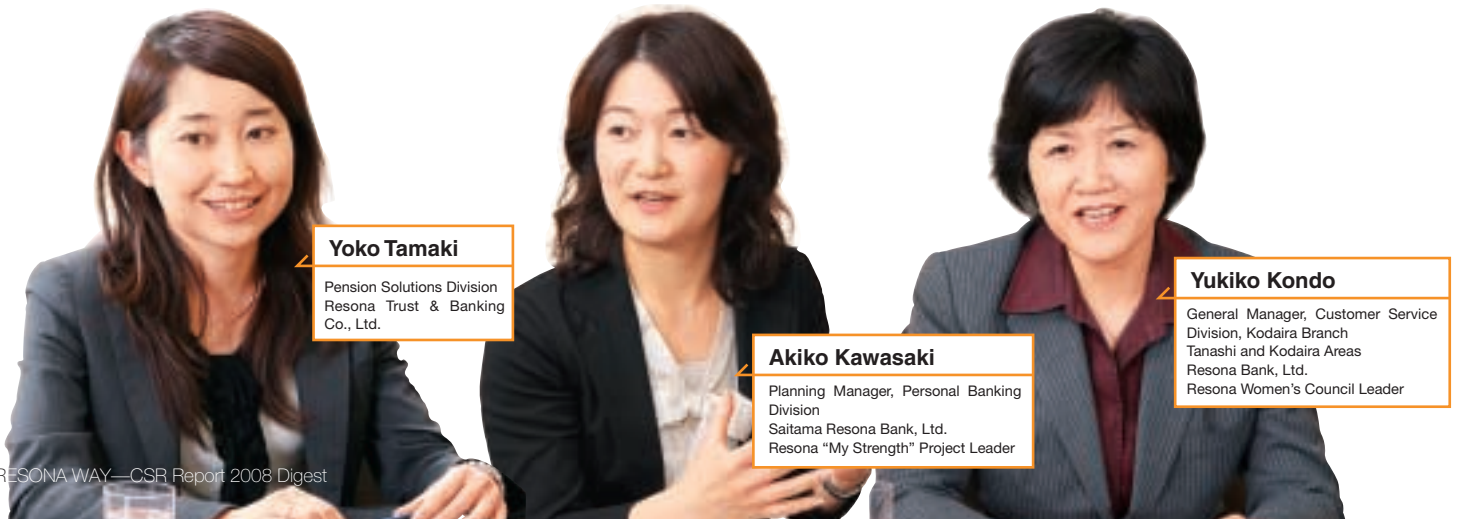 Yoko Tamaki
Pension Solutions Division
Resona Trust & Banking
Co., Ltd.
Akiko Kawasaki
Planning Manager, Personal Banking
Division
Saitama Resona Bank, Ltd.
Resona “My Strength” Project Leader
Yukiko Kondo
General Manager, Customer Service
Division, Kodaira Branch
Tanashi and Kodaira Areas
Resona Bank, Ltd.
Resona Women’s Council Leader
RESONA WAY—CSR Report 2008 Digest